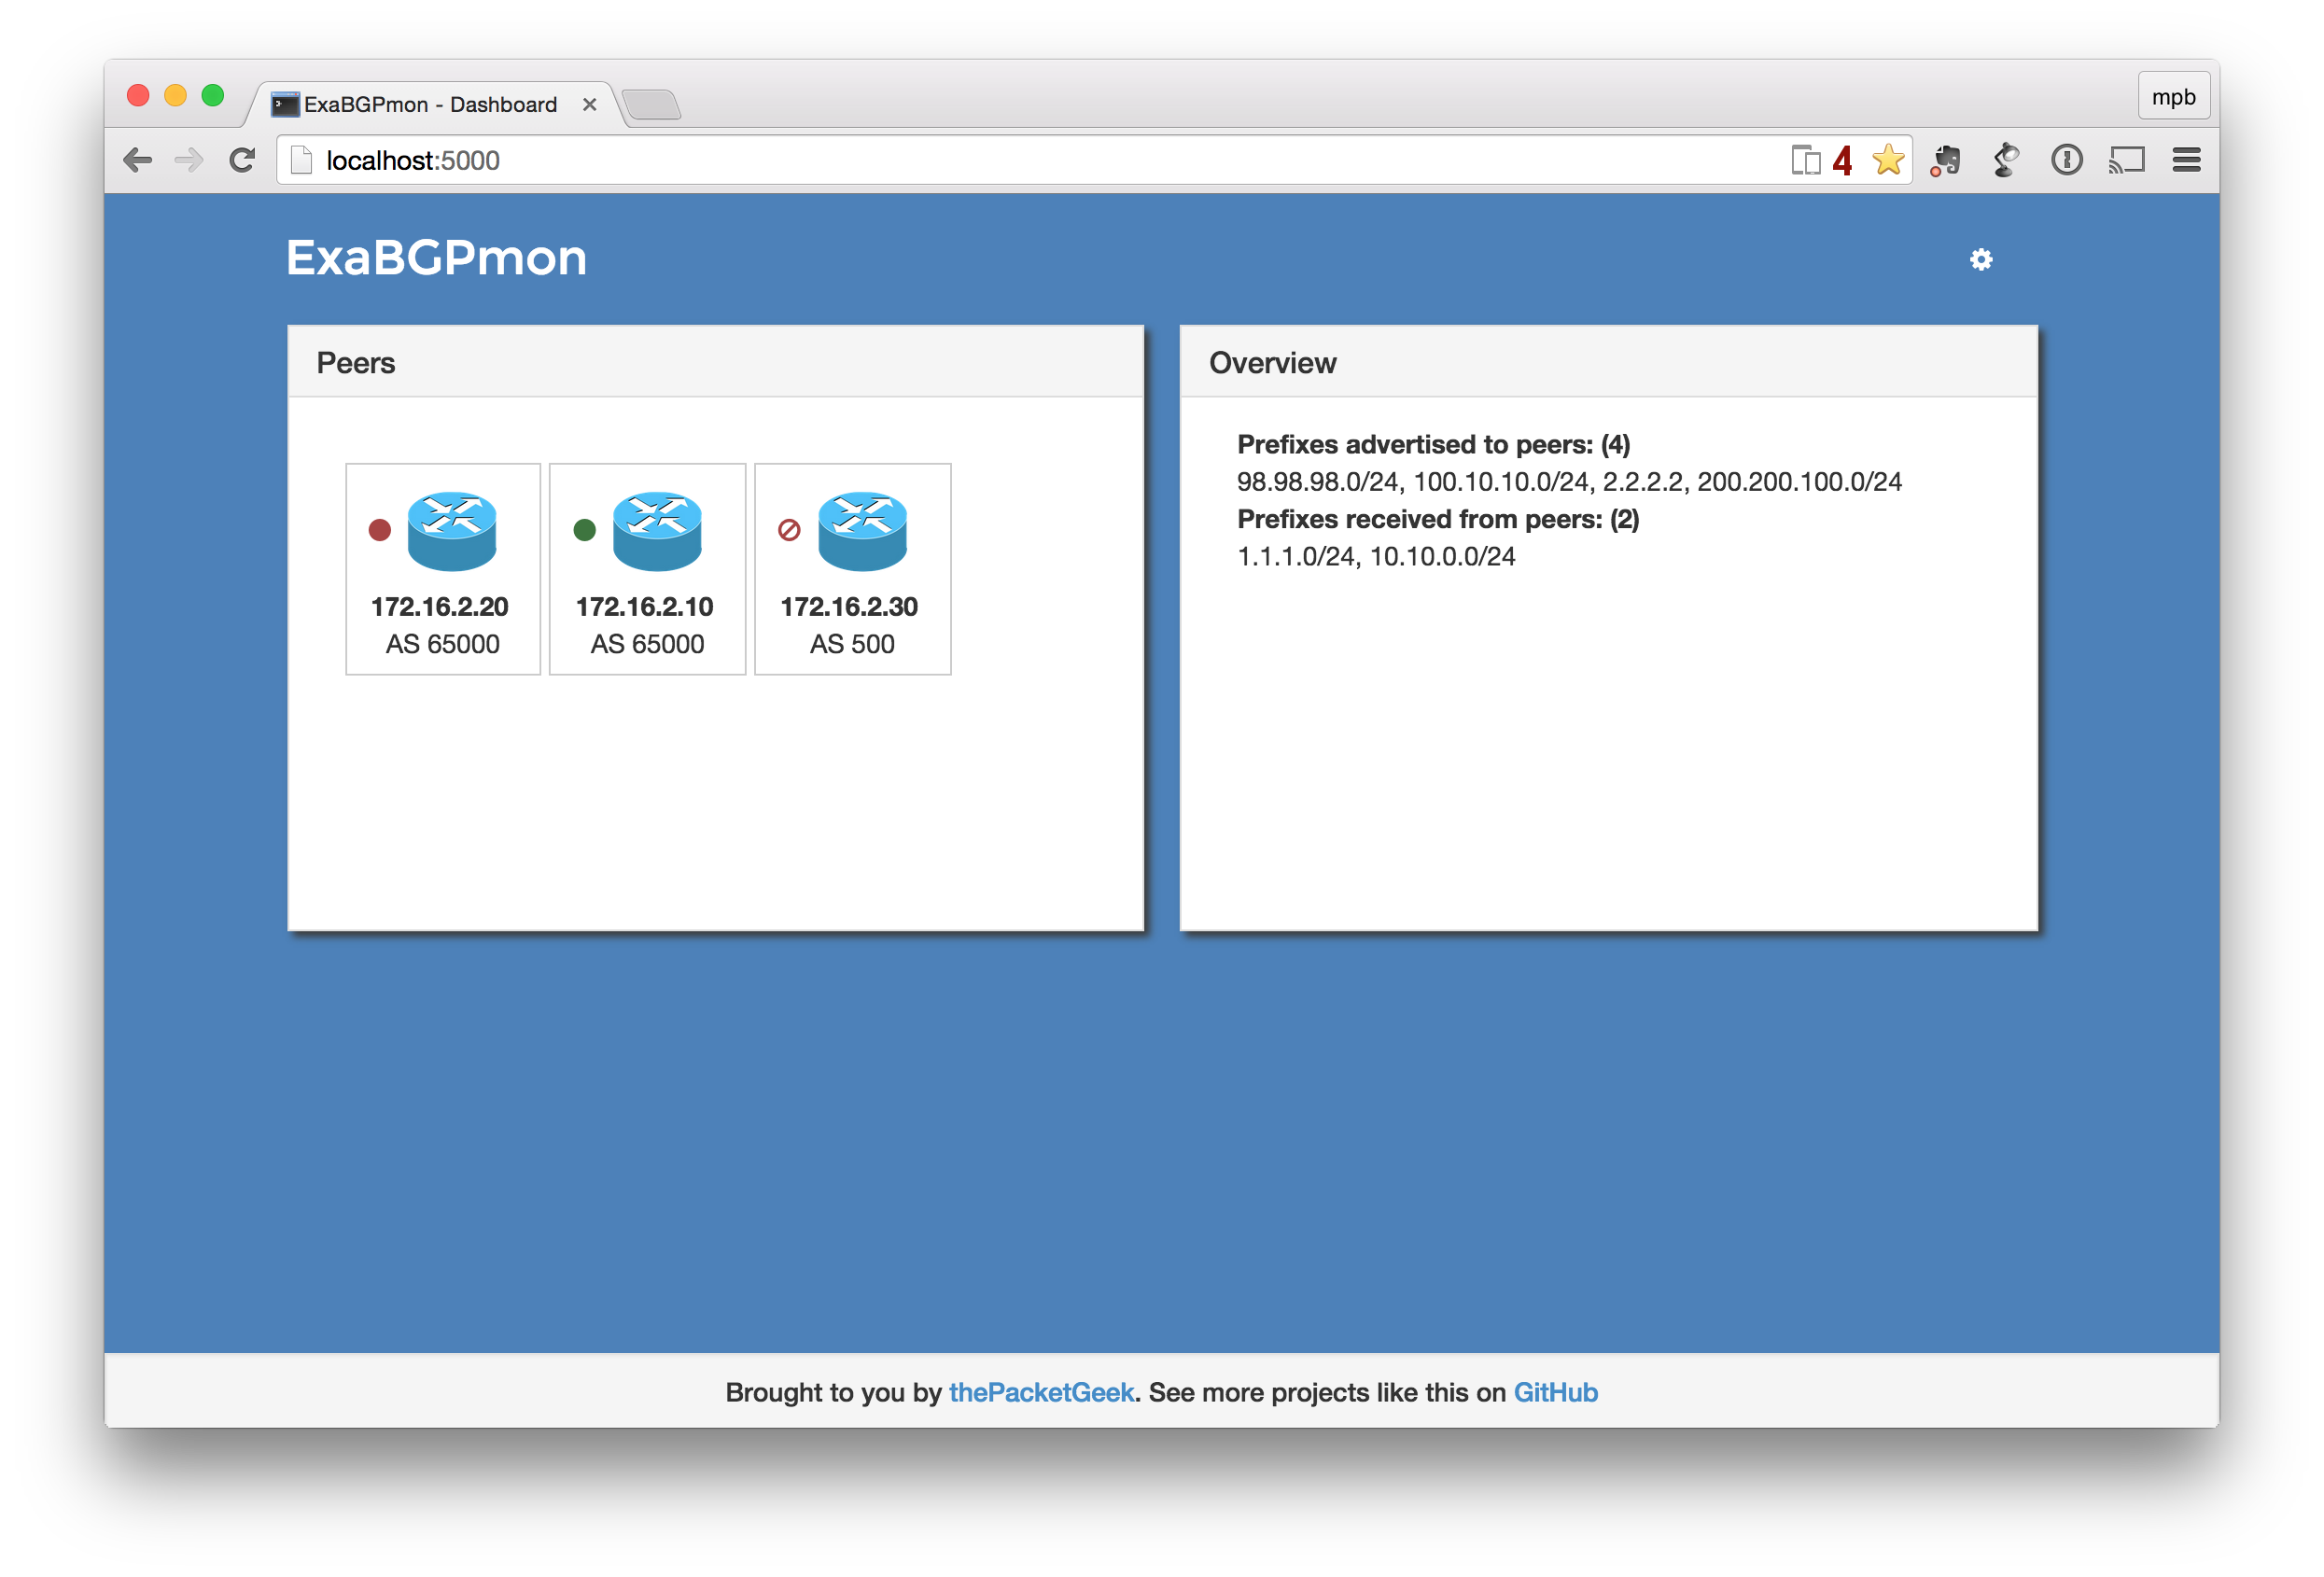 ExaBGPmon - Dashboard
mpb
localhost:5000
4
ExaBGPmon
Peers
172.16.2.20
AS 65000
172.16.2.10
AS 65000
172.16.2.30
AS 500
Overview
Prefixes advertised to peers: (4)
98.98.98.0/24, 100.10.10.0/24, 2.2.2.2, 200.200.100.0/24
Prefixes received from peers: (2)
1.1.1.0/24, 10.10.0.0/24
Brought to you by thePacketGeek. See more projects like this on GitHub